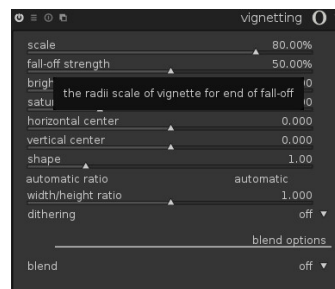 vignetting
scale 80.00%
fall-off strength 50.00%
the radii scale of vignette for end of fall-off
horizontal center 0.000
vertical center 0.000
shape 1.00
automatic ratio automatic
width/height ratio 1.000
dithering off
blend options
blend off